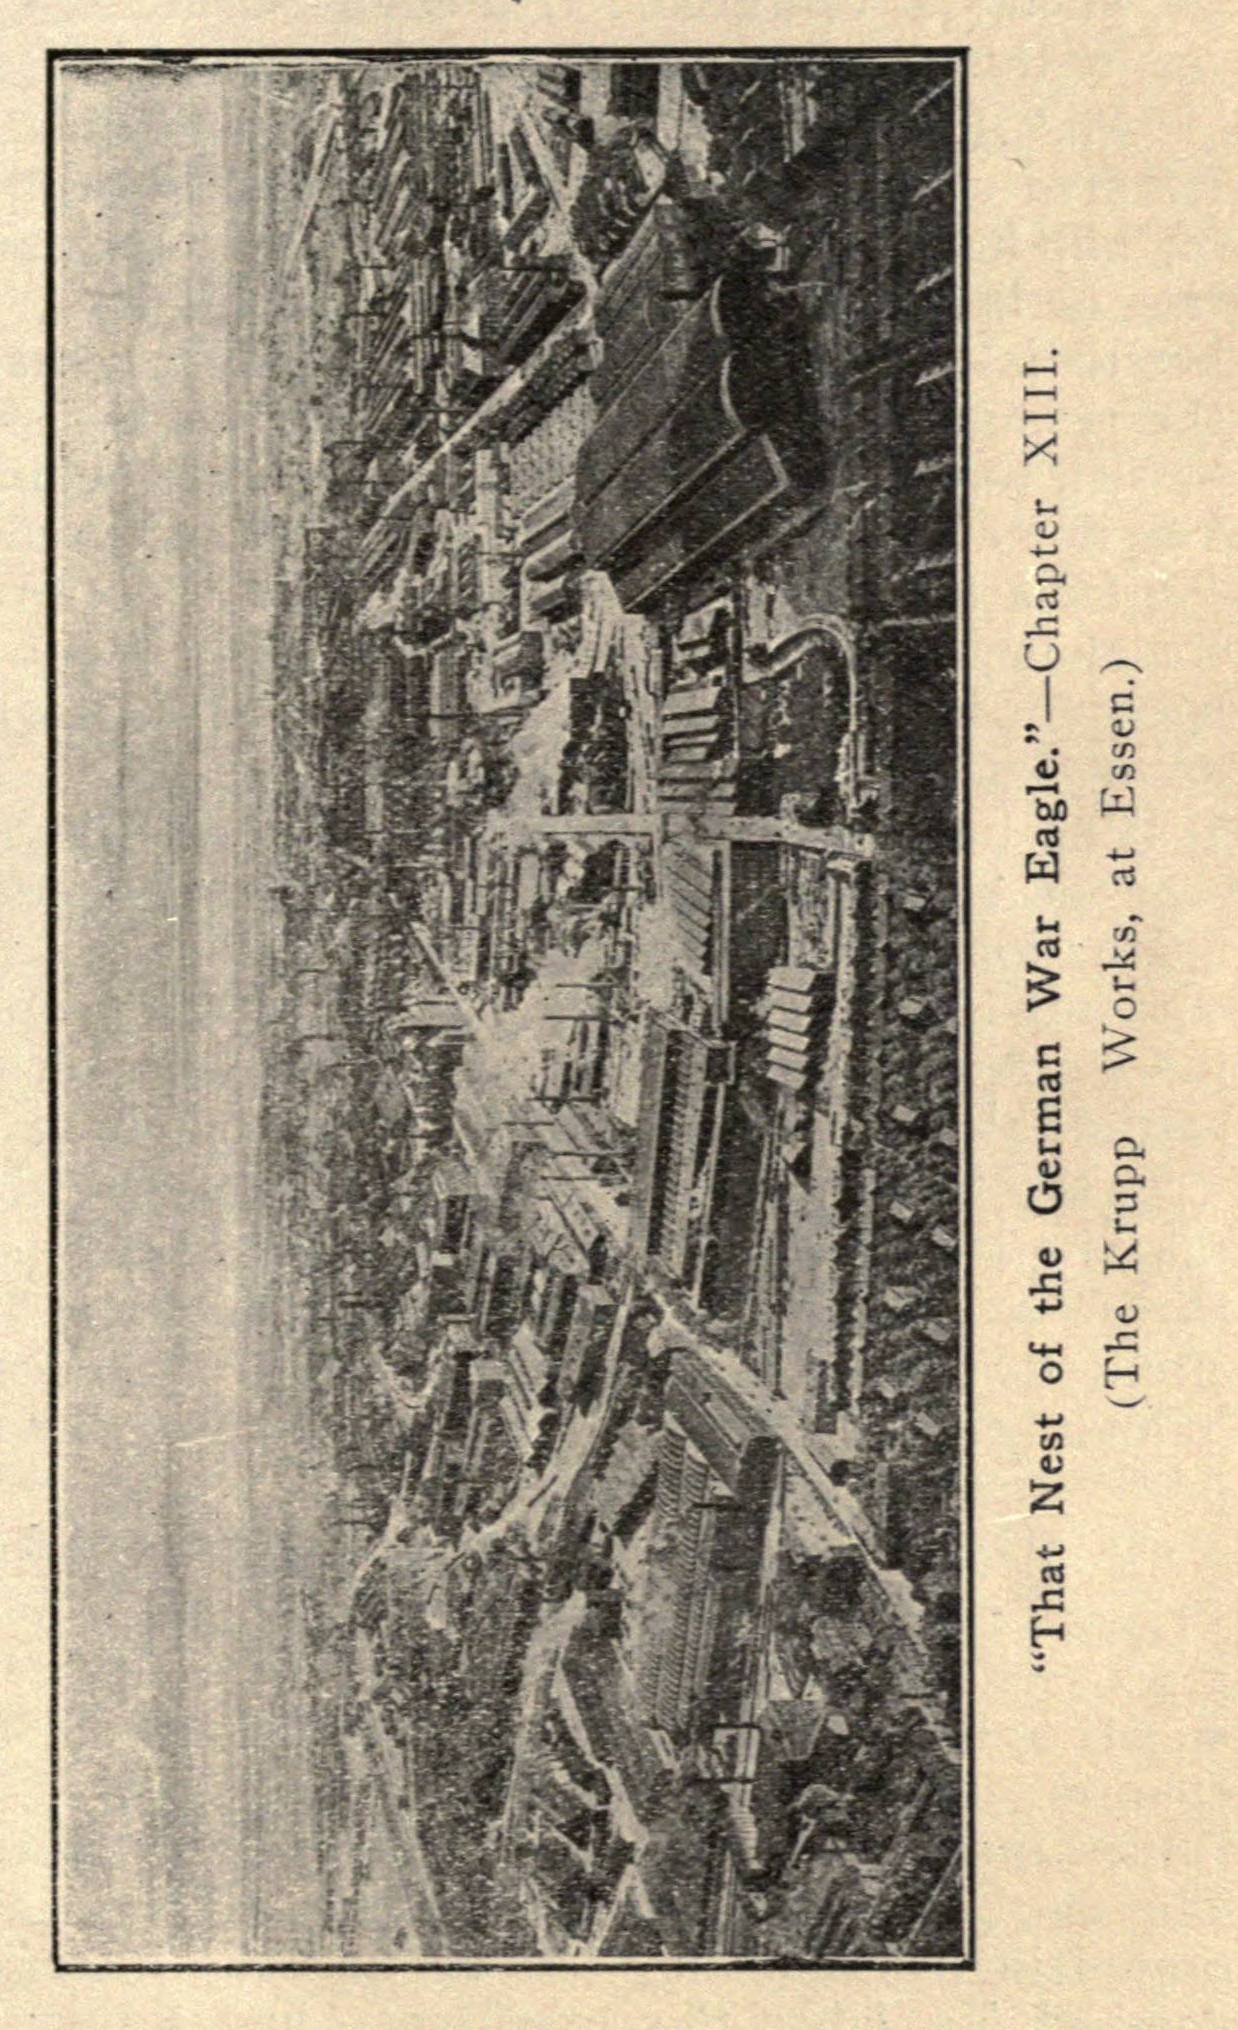 “That Nest of the German War Eagle.”—Chapter XIII.
(The Krupp Works, at Essen.)